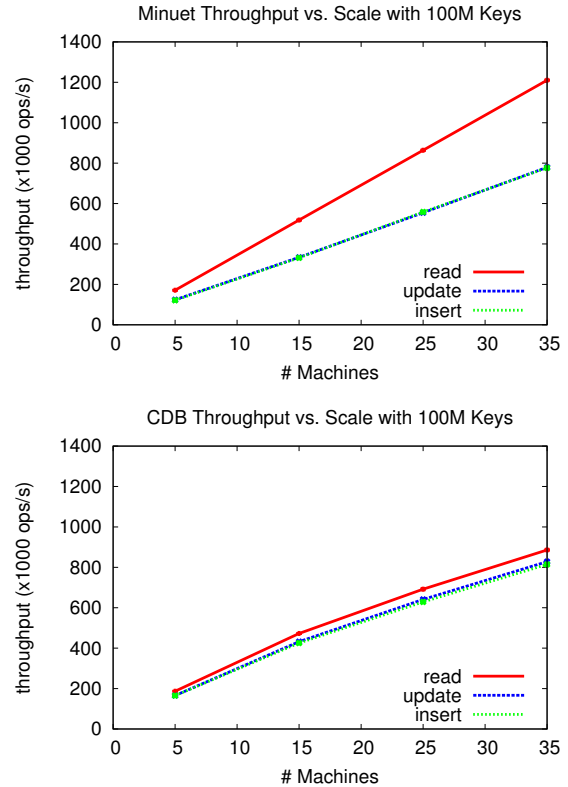 Minuet Throughput vs. Scale with 100M Keys
1400
1200
1000
800
600
400
200
0
throughput (x1000 ops/s)
read
update
insert
0 5 10 15 20 25 30 35
# Machines
CDB Throughput vs. Scale with 100M Keys
1400
1200
1000
800
600
400
200
0
throughput (x1000 ops/s)
read
update
insert
0 5 10 15 20 25 30 35
# Machines